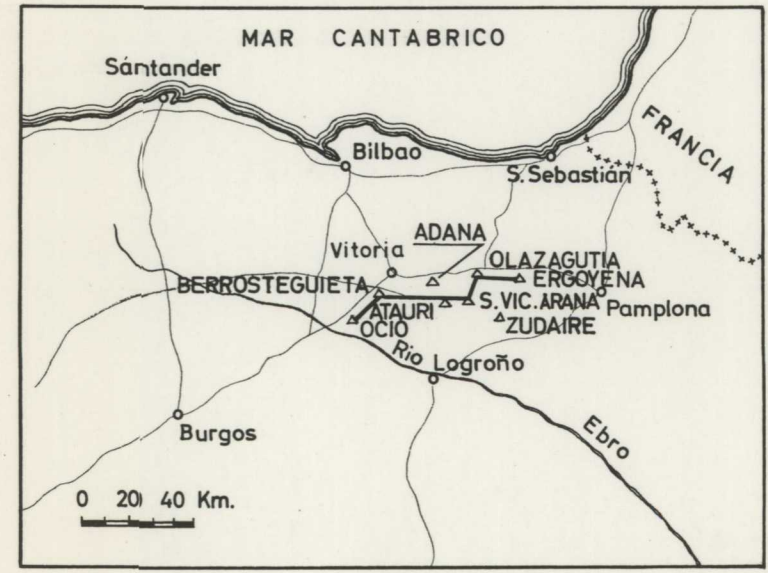 MAR CANTABRICO
Sántander
FRANCIA
Bilbao
S. Sebastián
ADANA
Vitoria
OLAZAGUTIA
BERROSTEGUIETA
ERGOYENA
S.VIC.ARANA
Pamplona
ATAURI
OCIO
ZUDAIRE
Rio
Logroño
Ebro
Burgos
0 20 40 Km.